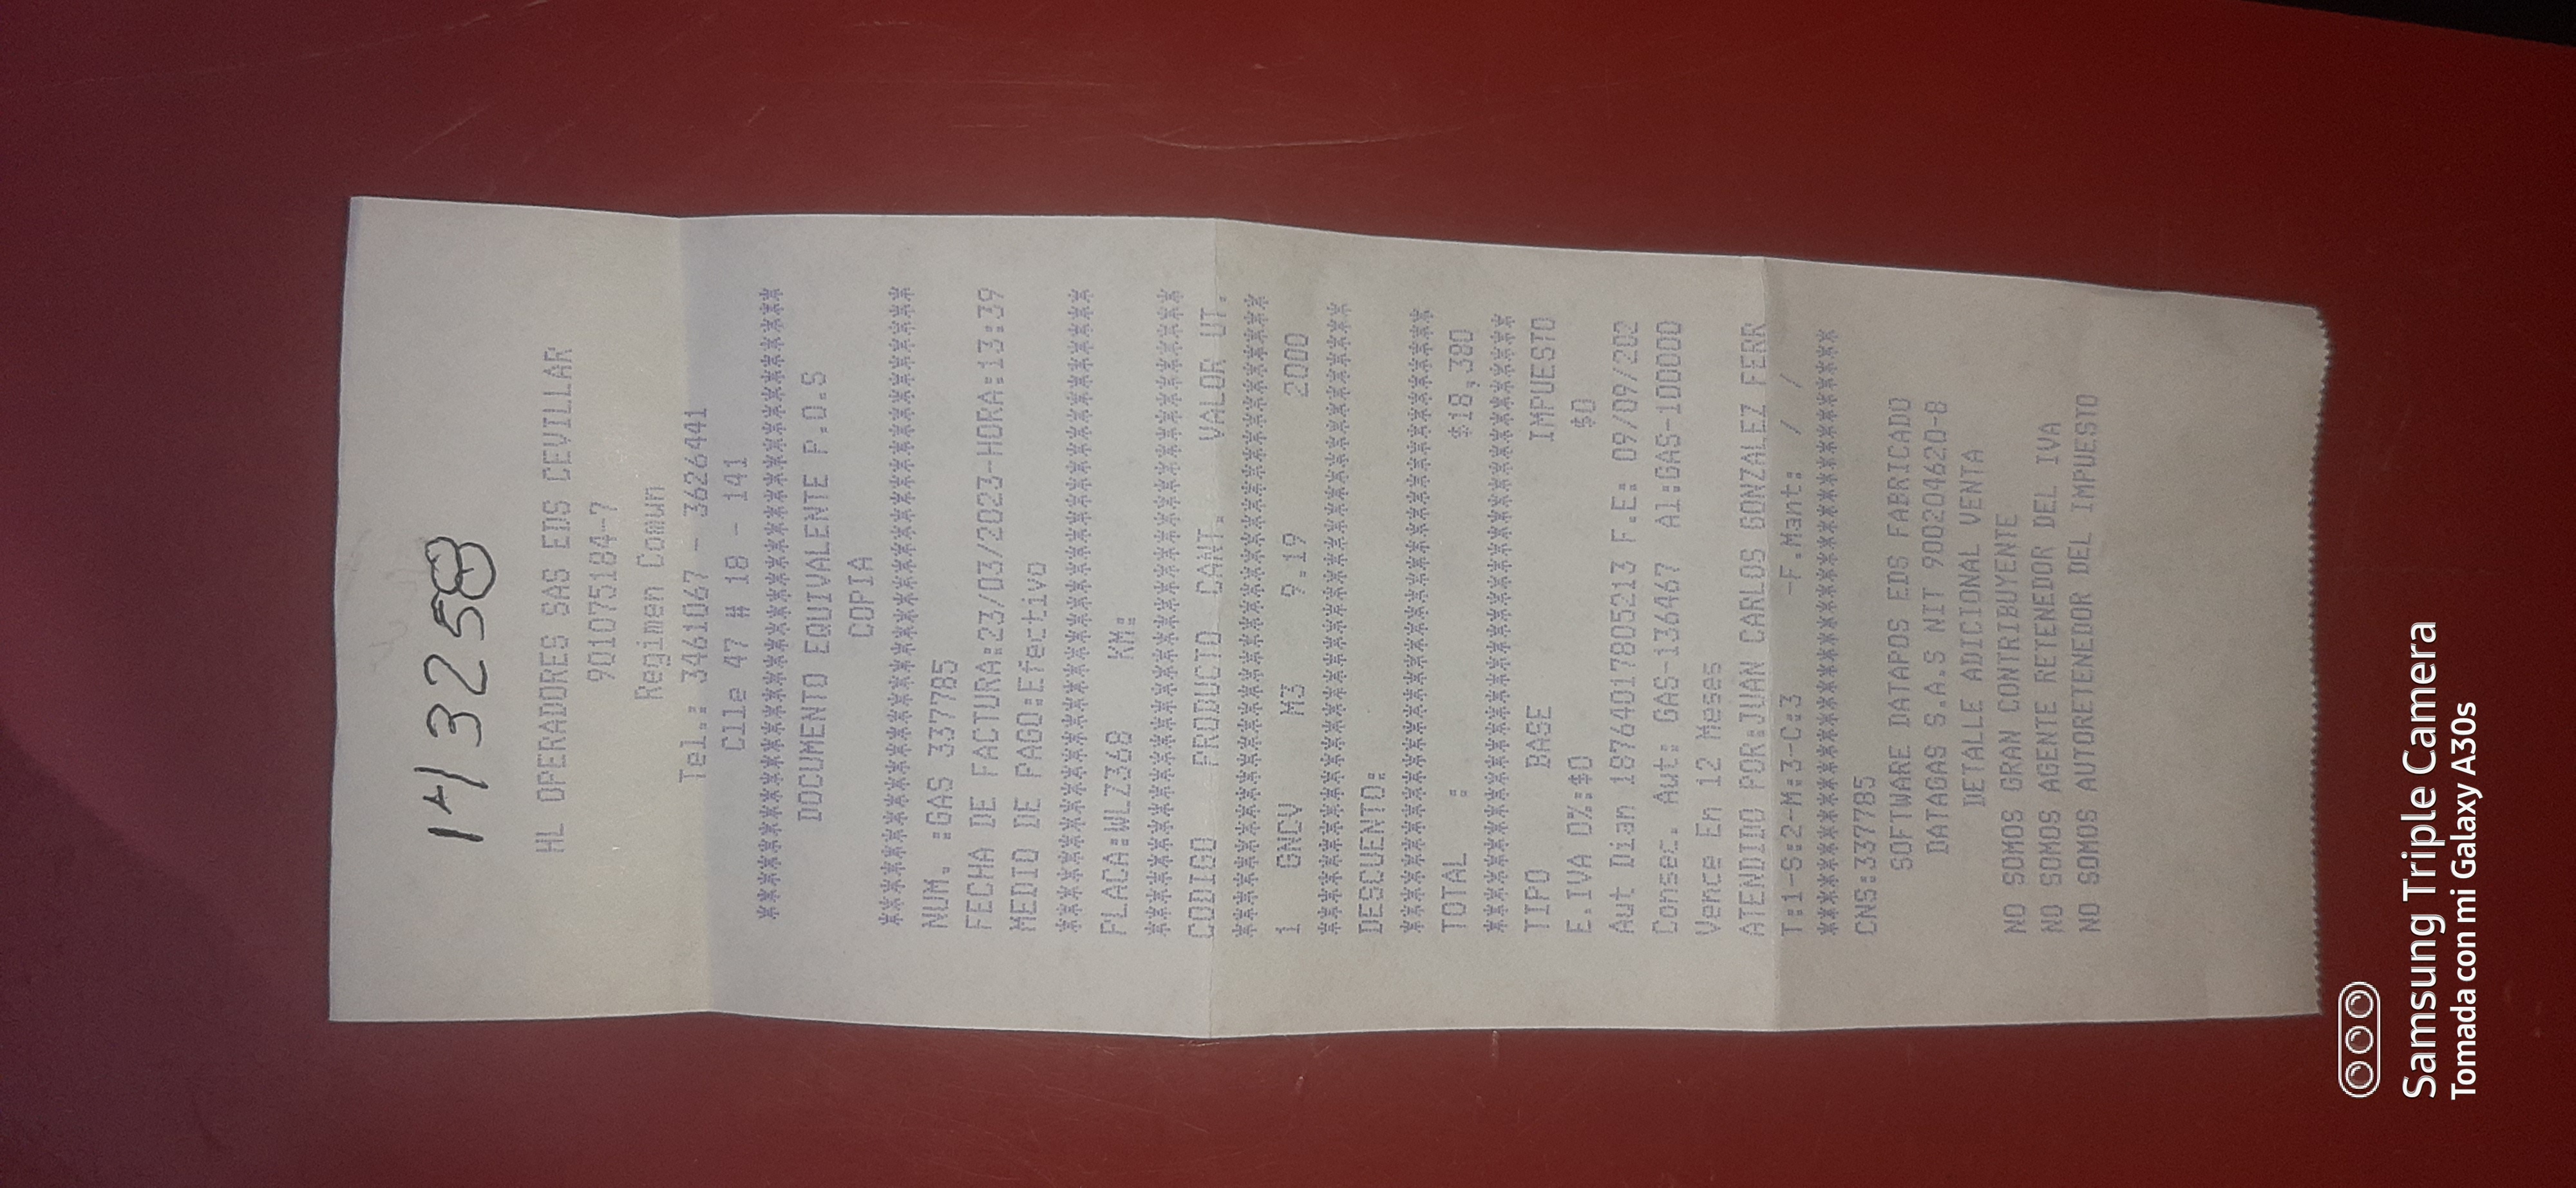 143258
HL OPERADORES SAS EDS CEVILLAR
901075184-7
Regimen Comun
Tel.: 3461067 - 3626441
Clle 47 # 18 - 141
********************************
DOCUMENTO EQUIVALENTE P.O.S
COPIA
********************************
NUM. :GAS 337785
FECHA DE FACTURA:23/03/2023-HORA:13:39
MEDIO DE PAGO:Efectivo
********************************
PLACA:WLZ368 KM:
********************************
CODIGO PRODUCTO CANT. VALOR UT.
********************************
1 GNCV M3 9.19 2000
********************************
DESCUENTO:
********************************
TOTAL : $18,380
********************************
TIPO BASE IMPUESTO
E.IVA 0%:$0 $0
Aut Dian 18764017805213 F.E: 09/09/202
Consec. Aut: GAS-136467 Al:GAS-100000
Vence En 12 Meses
ATENDIDO POR:JUAN CARLOS GONZALEZ FERR
T:1-S:2-M:3-C:3 -F.Mant: / /
********************************
CNS:337785
SOFTWARE DATAPOS EDS FABRICADO
DATAGAS S.A.S NIT 900204620-8
DETALLE ADICIONAL VENTA
NO SOMOS GRAN CONTRIBUYENTE
NO SOMOS AGENTE RETENEDOR DEL IVA
NO SOMOS AUTORETENEDOR DEL IMPUESTO
Samsung Triple Camera
Tomada con mi Galaxy A30s